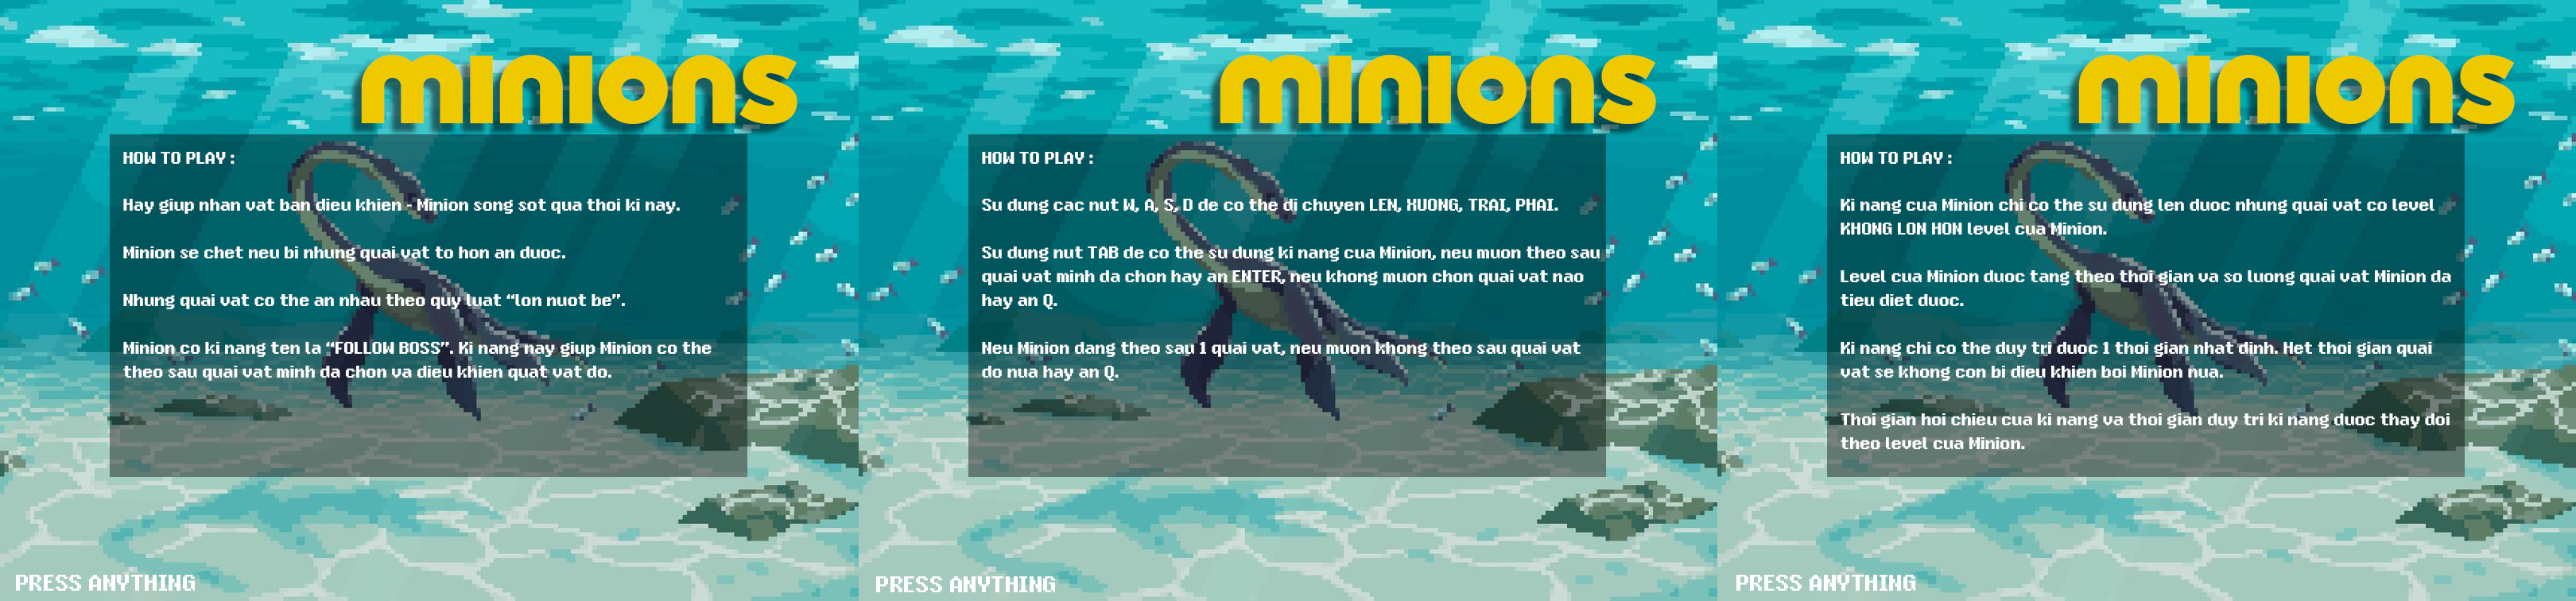 MINIONS
HOW TO PLAY :
Hay giup nhan vat ban dieu khien - Minion song sot qua thoi ki nay.
Minion se chet neu bi nhung quai vat to hon an duoc.
Nhung quai vat co the an nhau theo quy luat “lon nuot be”.
Minion co ki nang ten la “FOLLOW BOSS”. Ki nang nay giup Minion co the
theo sau quai vat minh da chon va dieu khien quat vat do.
PRESS ANYTHING
MINIONS
HOW TO PLAY :
Su dung cac nut W, A, S, D de co the di chuyen LEN, XUONG, TRAI, PHAI.
Su dung nut TAB de co the su dung ki nang cua Minion, neu muon theo sau
quai vat minh da chon hay an ENTER, neu khong muon chon quai vat nao
hay an Q.
Neu Minion dang theo sau 1 quai vat, neu muon khong theo sau quai vat
do nua hay an Q.
PRESS ANYTHING
MINIONS
HOW TO PLAY :
Ki nang cua Minion chi co the su dung len duoc nhung quai vat co level
KHONG LON HON level cua Minion.
Level cua Minion duoc tang theo thoi gian va so luong quai vat Minion da
tieu diet duoc.
Ki nang chi co the duy tri duoc 1 thoi gian nhat dinh. Het thoi gian quai
vat se khong con bi dieu khien boi Minion nua.
Thoi gian hoi chieu cua ki nang va thoi gian duy tri ki nang duoc thay doi
theo level cua Minion.
PRESS ANYTHING